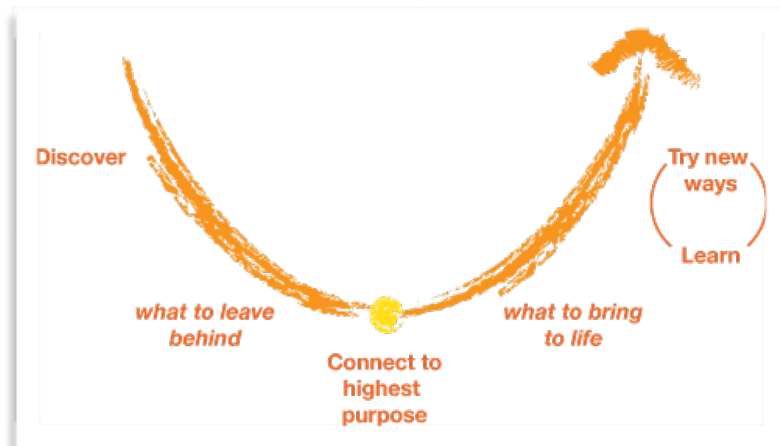 Discover
what to leave
behind
Connect to
highest
purpose
what to bring
to life
Try new
ways
Learn